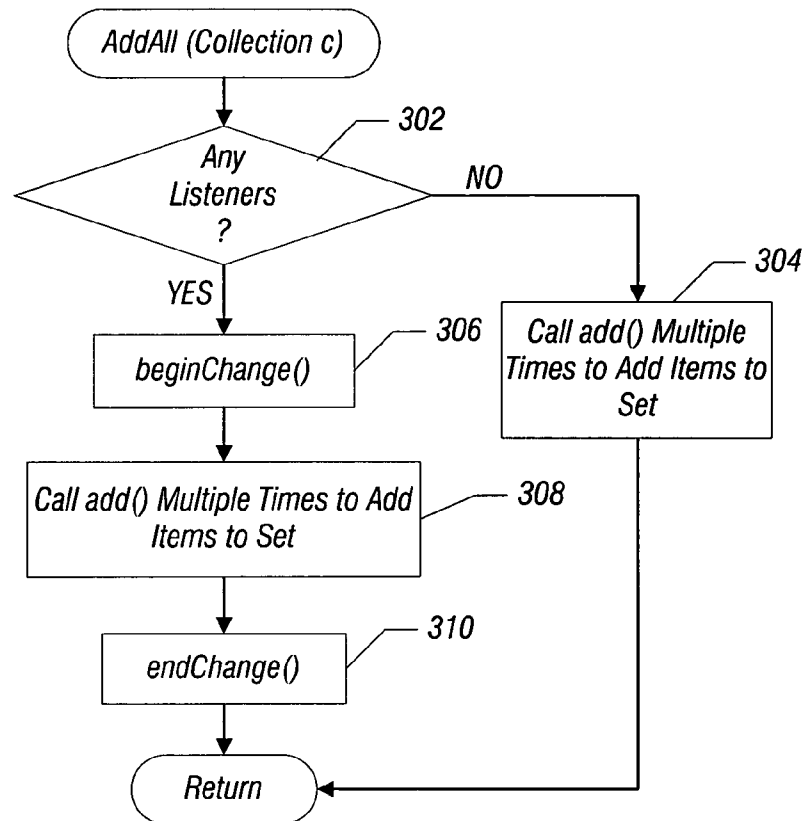 AddAll (Collection c)
302
Any
Listeners
?
NO
YES
304
Call add() Multiple
Times to Add Items to
Set
306
beginChange()
308
Call add() Multiple Times to Add
Items to Set
310
endChange()
Return